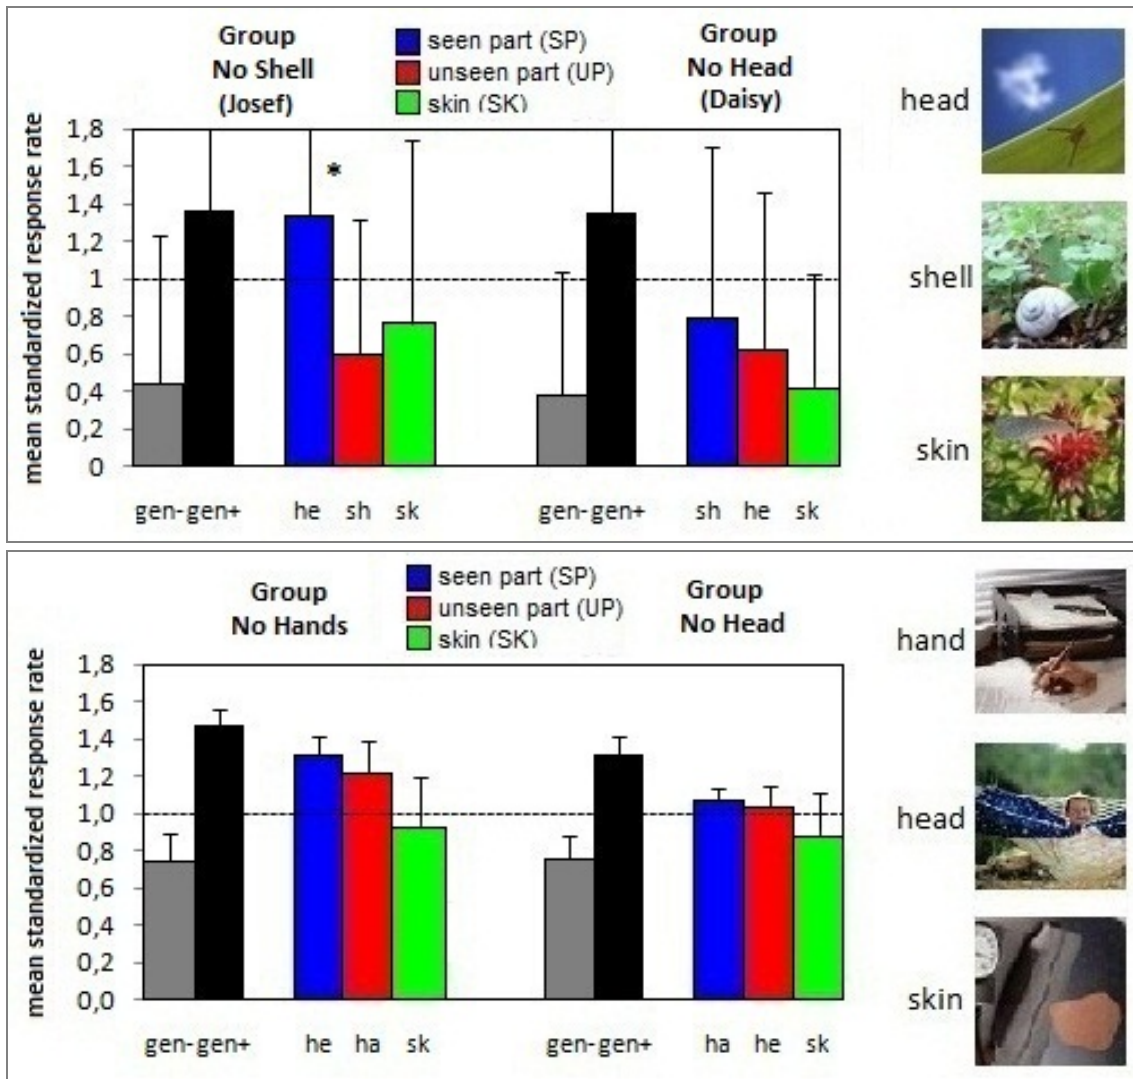 Group
No Shell
(Josef)
seen part (SP)
unseen part (UP)
skin (SK)
Group
No Head
(Daisy)
mean standardized response rate
1,8
1,6
1,4
1,2
1
0,8
0,6
0,4
0,2
0
*
gen- gen+ he sh sk gen- gen+ sh he sk
head
shell
skin
Group
No Hands
seen part (SP)
unseen part (UP)
skin (SK)
Group
No Head
mean standardized response rate
1,8
1,6
1,4
1,2
1,0
0,8
0,6
0,4
0,2
0,0
gen- gen+ he ha sk gen- gen+ ha he sk
hand
head
skin